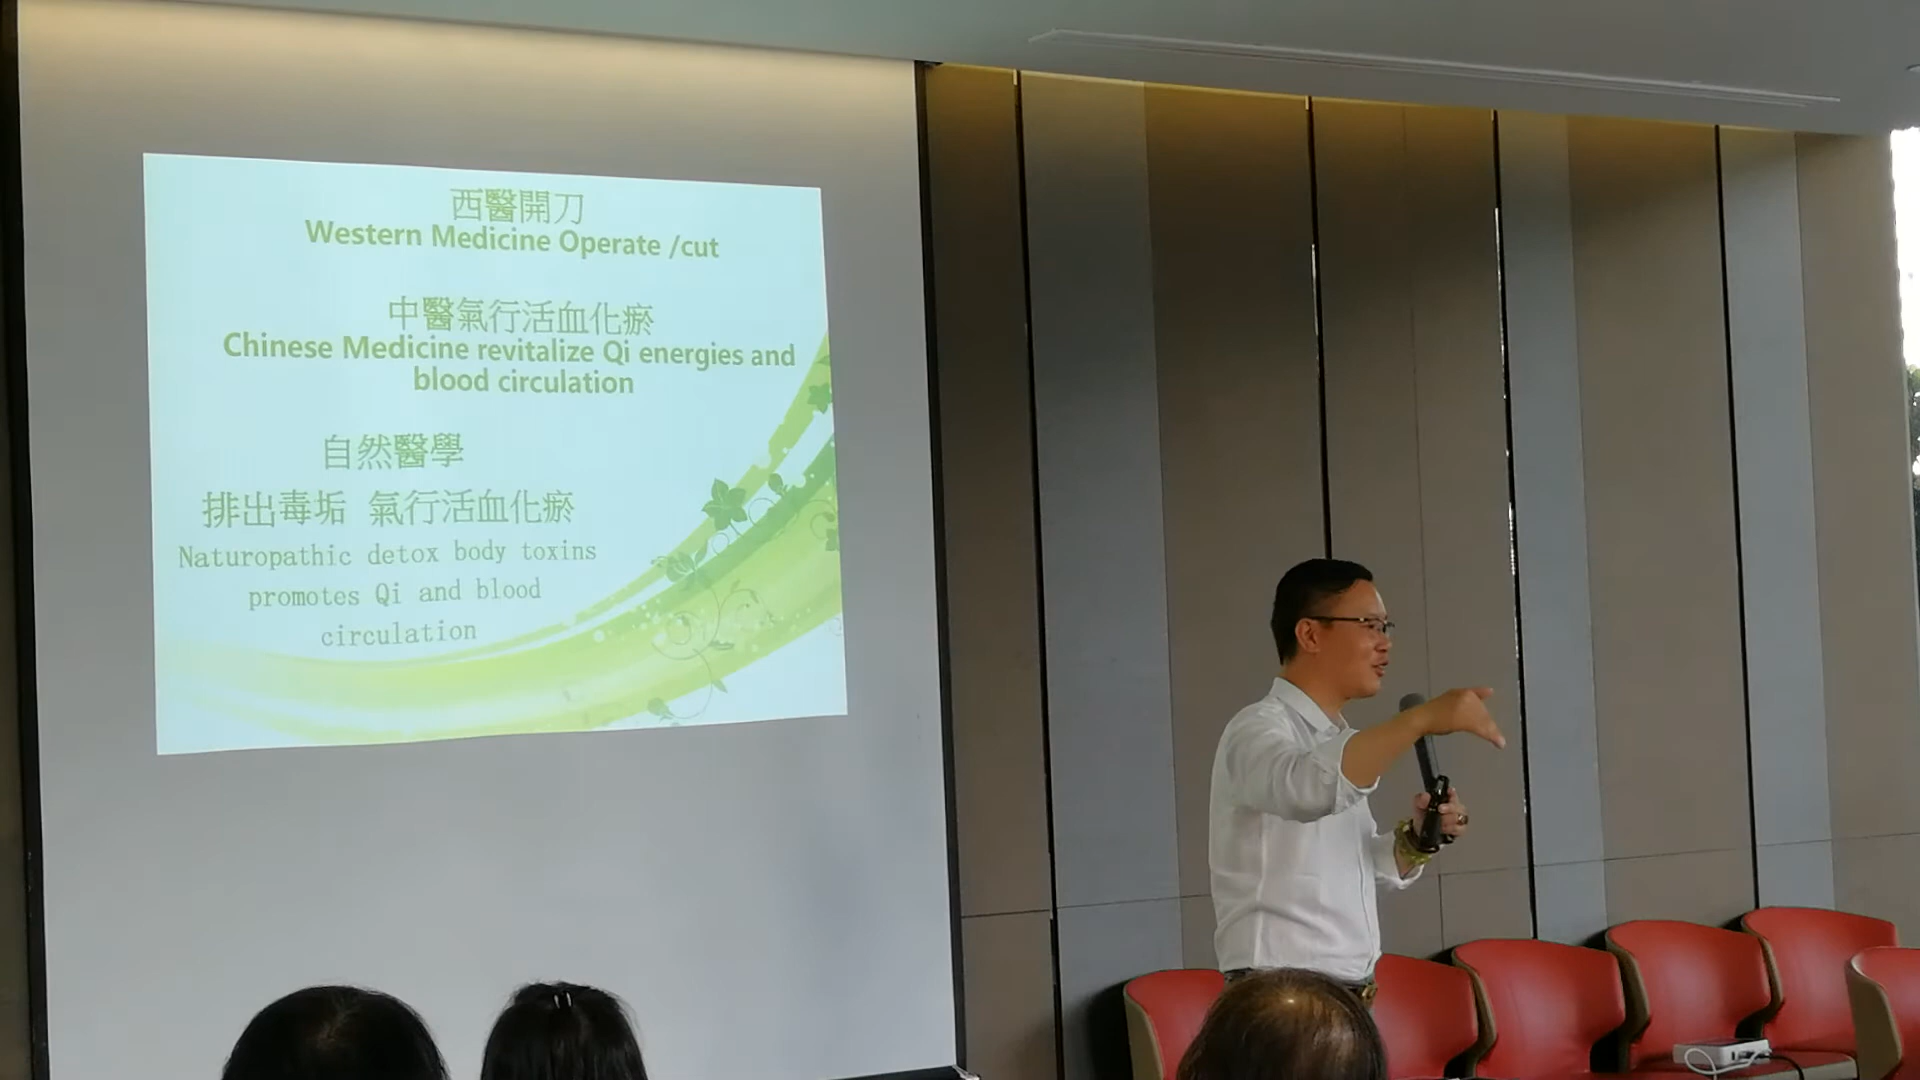 西醫開刀
Western Medicine Operate /cut
中醫氣行活血化瘀
Chinese Medicine revitalize Qi energies and
blood circulation
自然醫學
排出毒垢 氣行活血化瘀
Naturopathic detox body toxins
promotes Qi and blood
circulation